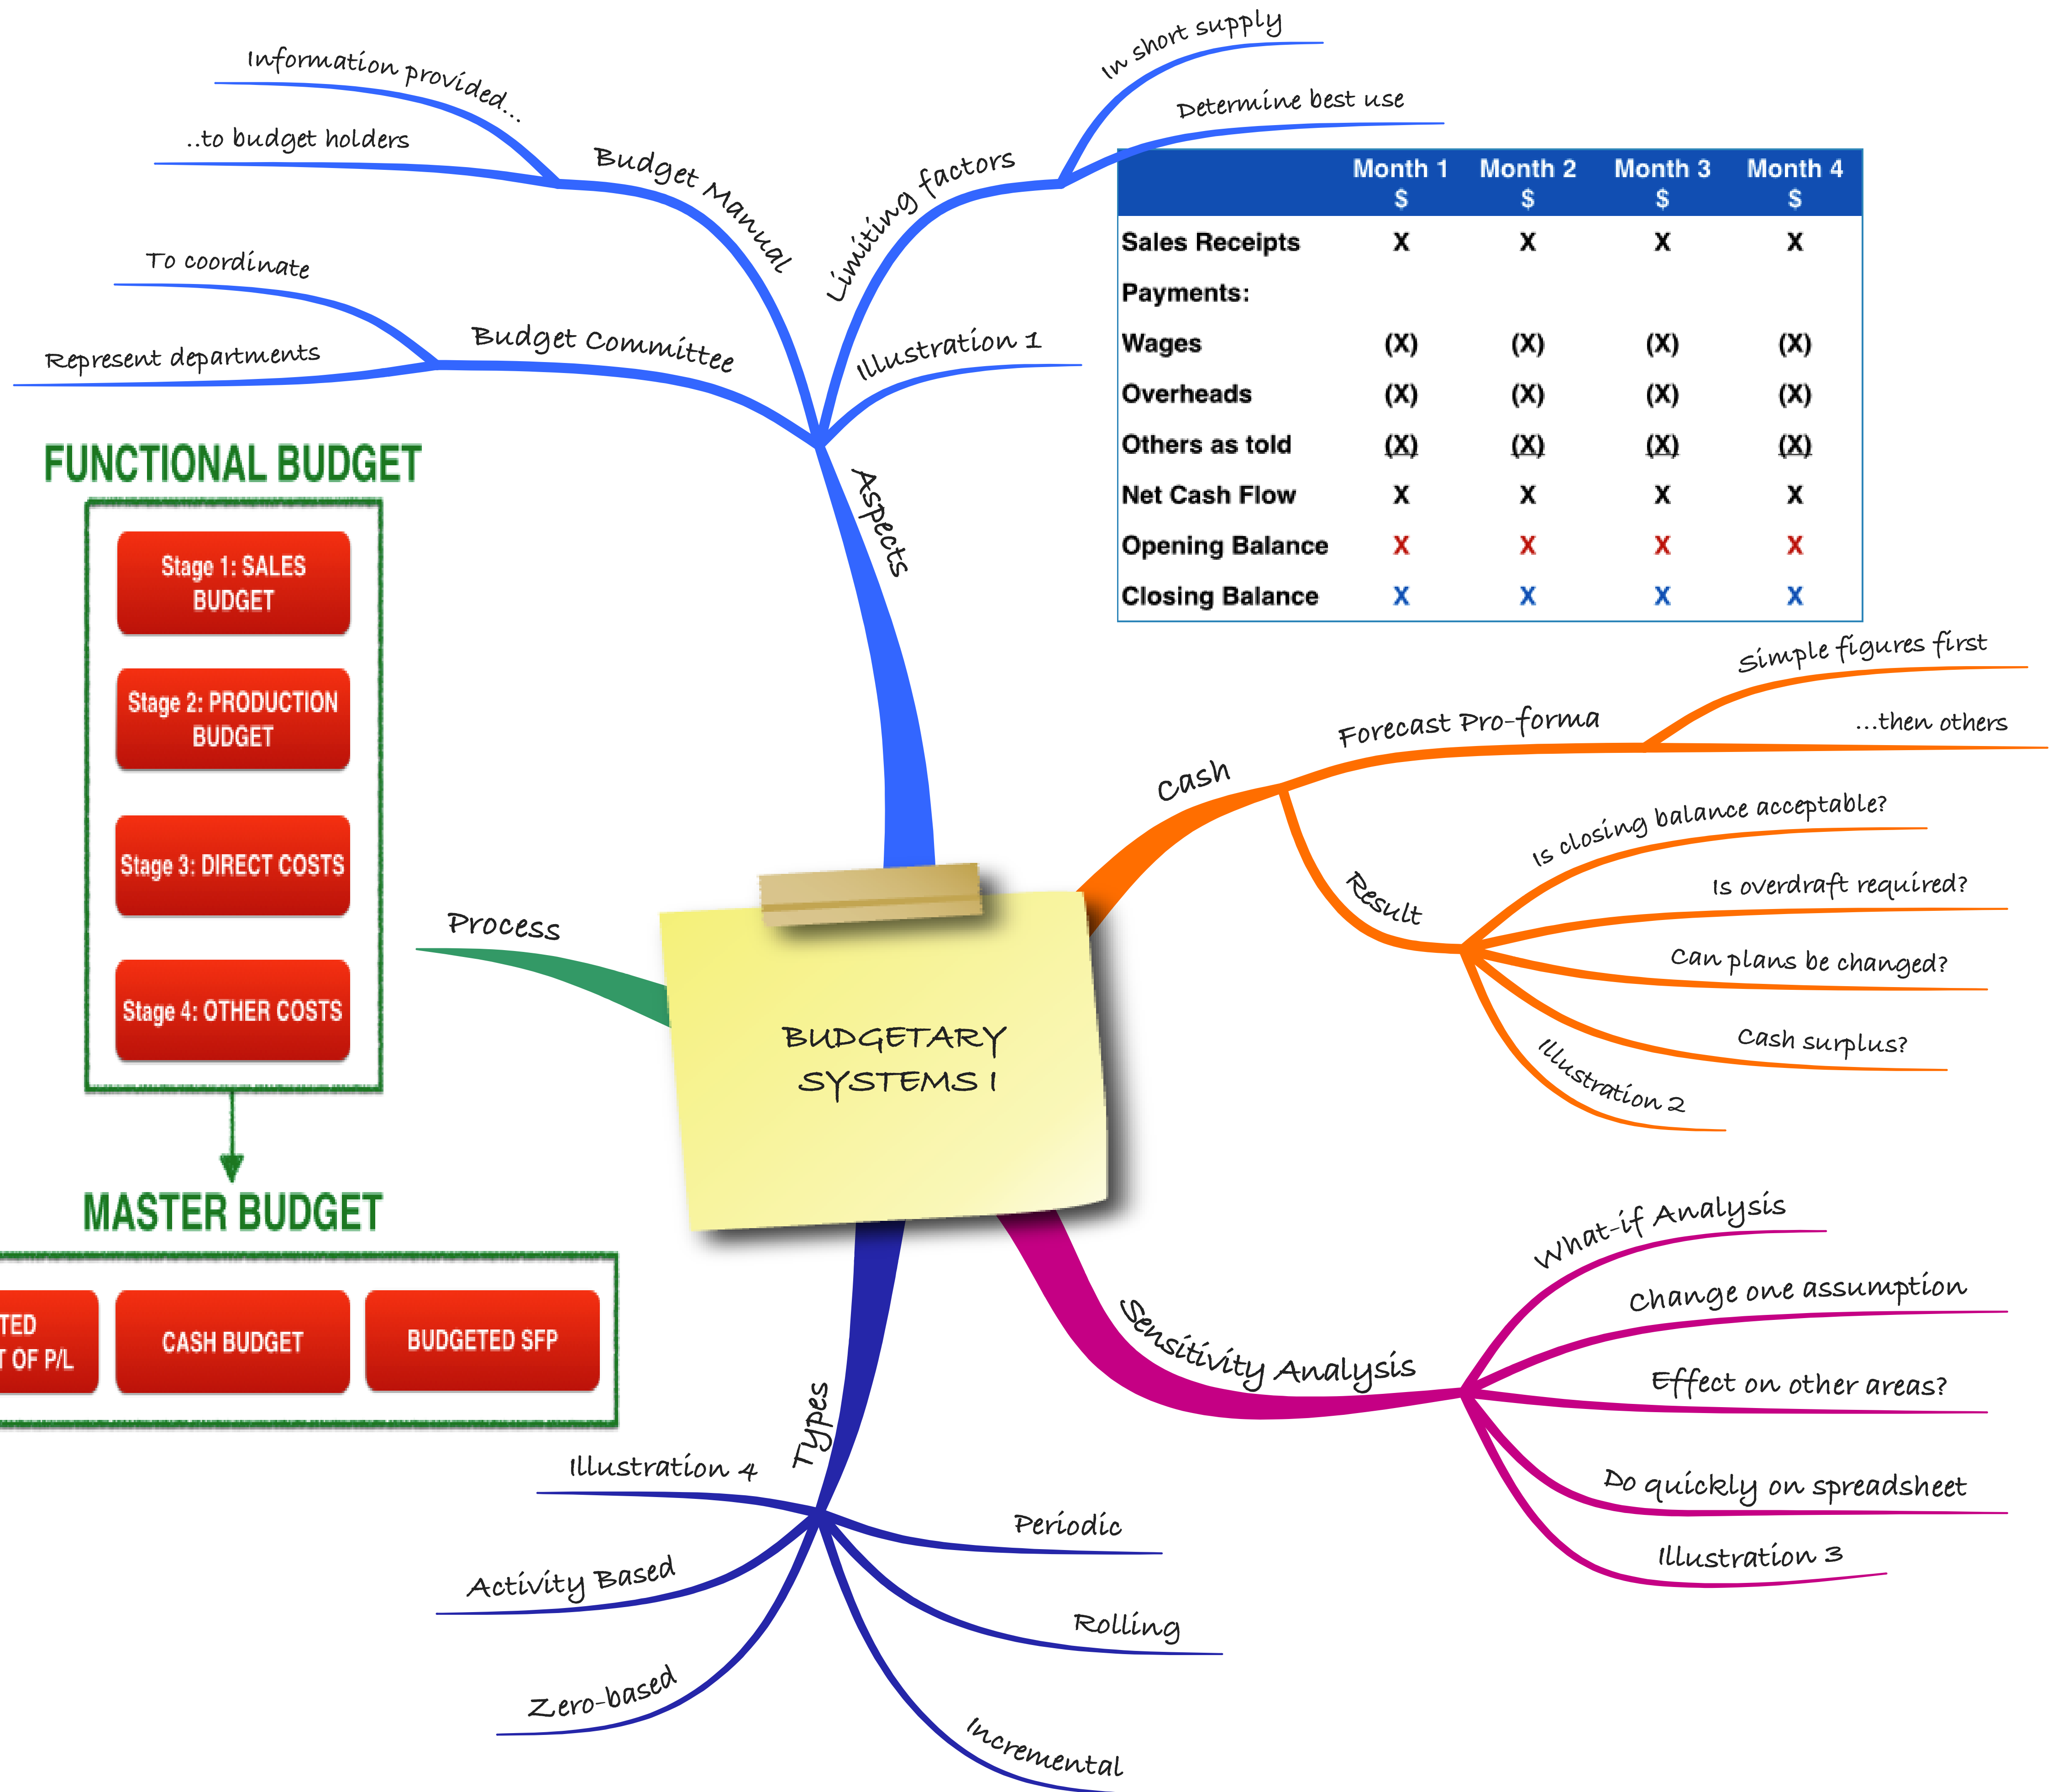 Information provided...
..to budget holders
Budget Manual
To coordinate
Represent departments
Budget Committee
In short supply
Determine best use
Limiting factors
Illustration 1
Aspects
Month 1 Month 2 Month 3 Month 4
$ $ $ $
Sales Receipts X X X X
Payments:
Wages (X) (X) (X) (X)
Overheads (X) (X) (X) (X)
Others as told (X) (X) (X) (X)
Net Cash Flow X X X X
Opening Balance X X X X
Closing Balance X X X X
FUNCTIONAL BUDGET
Stage 1: SALES
BUDGET
Stage 2: PRODUCTION
BUDGET
Stage 3: DIRECT COSTS
Stage 4: OTHER COSTS
MASTER BUDGET
TED
T OF P/L
CASH BUDGET
BUDGETED SFP
Process
BUDGETARY
SYSTEMS I
Cash
Forecast Pro-forma
Simple figures first
...then others
Result
Is closing balance acceptable?
Is overdraft required?
Can plans be changed?
Cash surplus?
Illustration 2
Sensitivity Analysis
What-if Analysis
Change one assumption
Effect on other areas?
Do quickly on spreadsheet
Illustration 3
Types
Illustration 4
Activity Based
Zero-based
Periodic
Rolling
Incremental